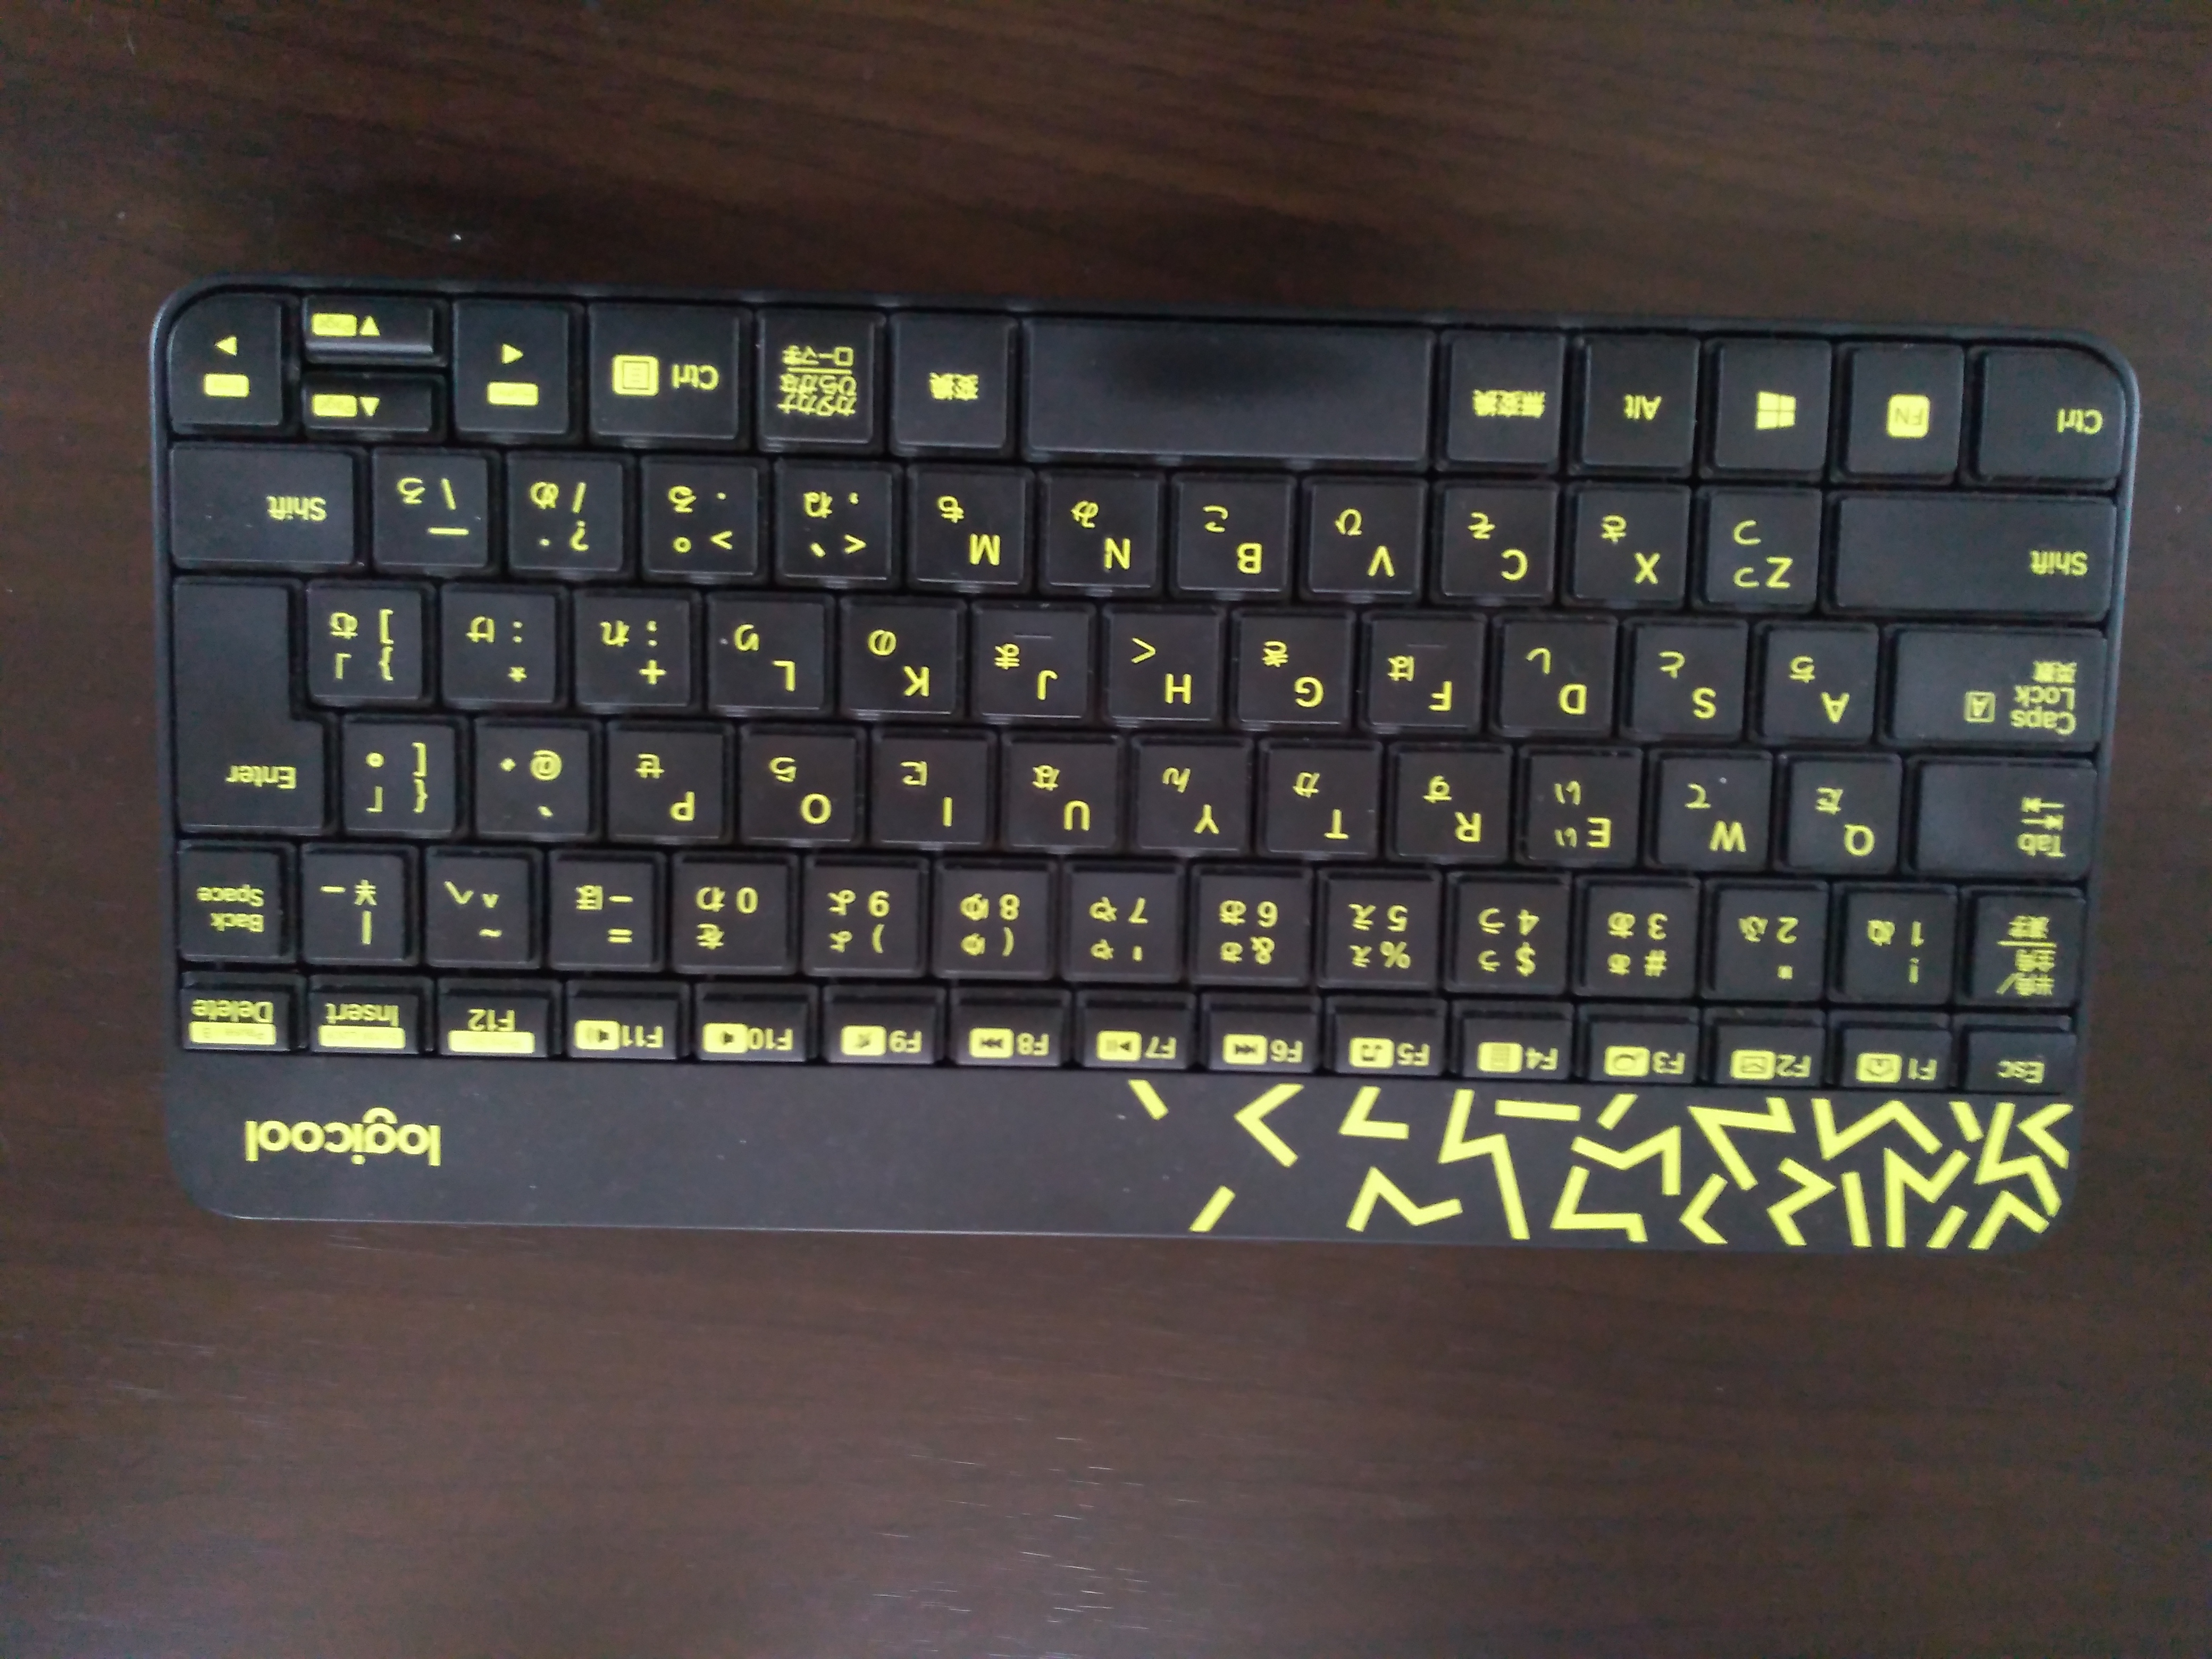 logicool
Esc F1 F2 F3 F4 F5 F6 F7 F8 F9 F10 F11 F12 Insert Delete
半角/ ! " # ぁ $ ぅ % ぇ & ぉ ' ゃ ( ゅ ) ょ を = ~ |
全角 1 ぬ 2 ふ 3 あ 4 う 5 え 6 お 7 や 8 ゆ 9 よ 0 わ - ほ ^ へ ¥ ー Back
漢字 Space
Tab Q W E ぃ R T Y U I O P ` { 「 Enter
た て い す か ん な に ら せ @ ゛ [ ゜
Caps A S D F G H J K L + * } 」
Lock ち と し は き く ま の り ; れ : け ] む
英数
Shift Z っ X C V B N M < 、 > 。 ? ・ _ Shift
つ さ そ ひ こ み も , ね . る / め \ ろ
Ctrl FN Alt 無変換 変換 カタカナ Ctrl
ひらがな
ローマ字